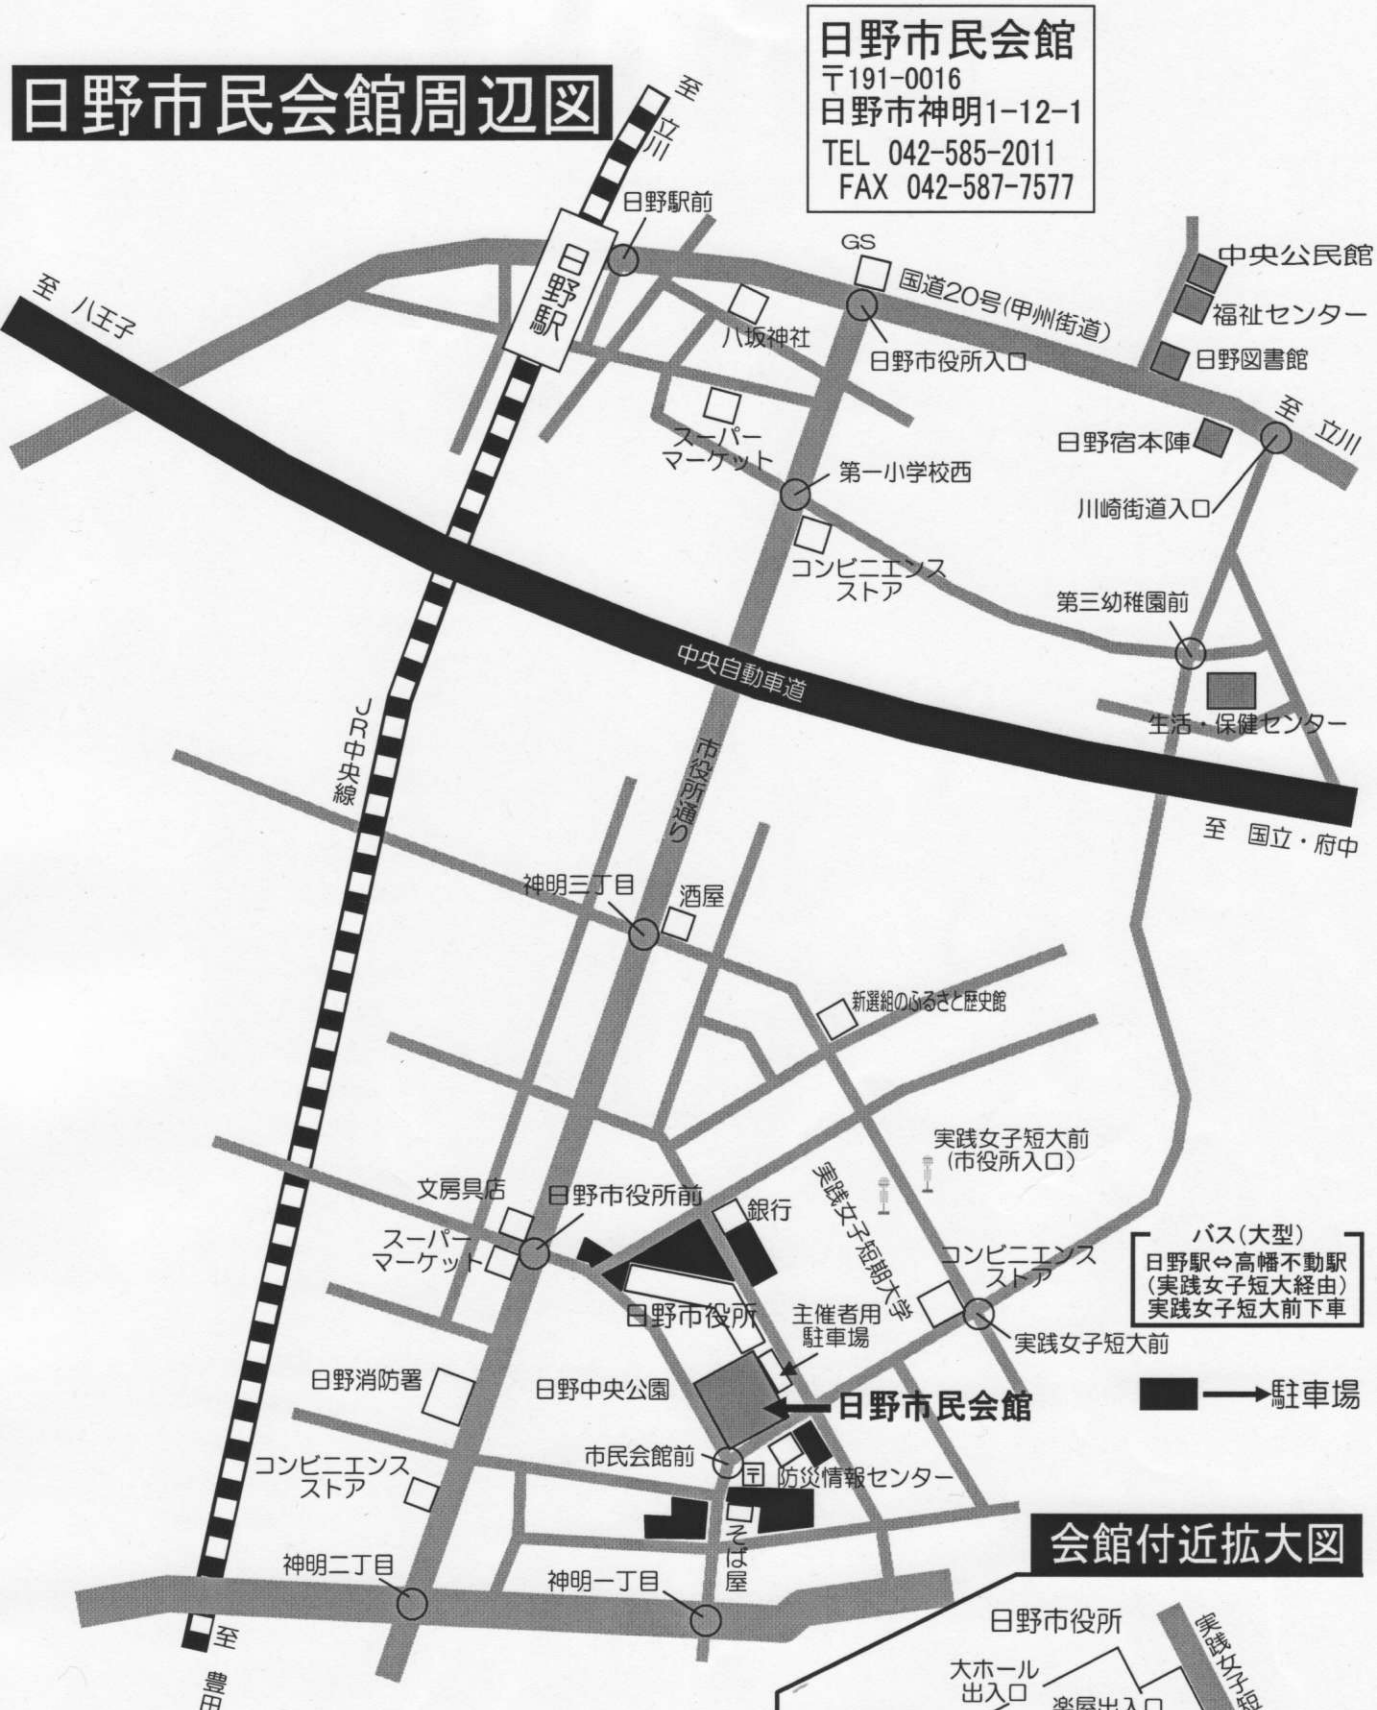 日野市民会館周辺図
日野市民会館
〒191-0016
日野市神明1-12-1
TEL 042-585-2011
FAX 042-587-7577
至 立川
日野駅前
日野駅
GS
国道20号(甲州街道)
中央公民館
福祉センター
日野図書館
至 八王子
八坂神社
日野市役所入口
至 立川
日野宿本陣
スーパー
マーケット
第一小学校西
川崎街道入口
コンビニエンス
ストア
第三幼稚園前
中央自動車道
生活・保健センター
JR中央線
市役所通り
至 国立・府中
神明三丁目
酒屋
新選組のふるさと歴史館
実践女子短大前
(市役所入口)
実践女子短期大学
文房具店
日野市役所前
銀行
スーパー
マーケット
コンビニエンス
ストア
バス(大型)
日野駅⇔高幡不動駅
(実践女子短大経由)
実践女子短大前下車
日野市役所
主催者用
駐車場
実践女子短大前
日野消防署
日野中央公園
日野市民会館
駐車場
市民会館前
〒
防災情報センター
コンビニエンス
ストア
そば屋
会館付近拡大図
神明二丁目
神明一丁目
至 豊田
日野市役所
実践女子短
大ホール
出入口
楽屋出入口